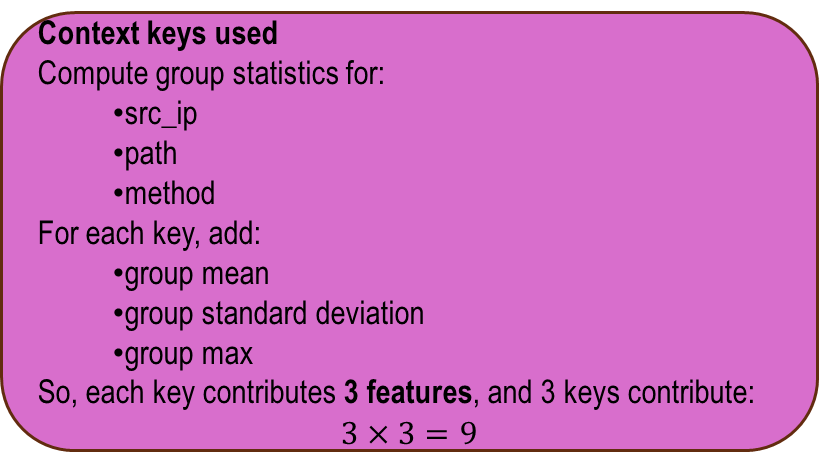 Context keys used
Compute group statistics for:
•src_ip
•path
•method
For each key, add:
•group mean
•group standard deviation
•group max
So, each key contributes 3 features, and 3 keys contribute:
3 × 3 = 9